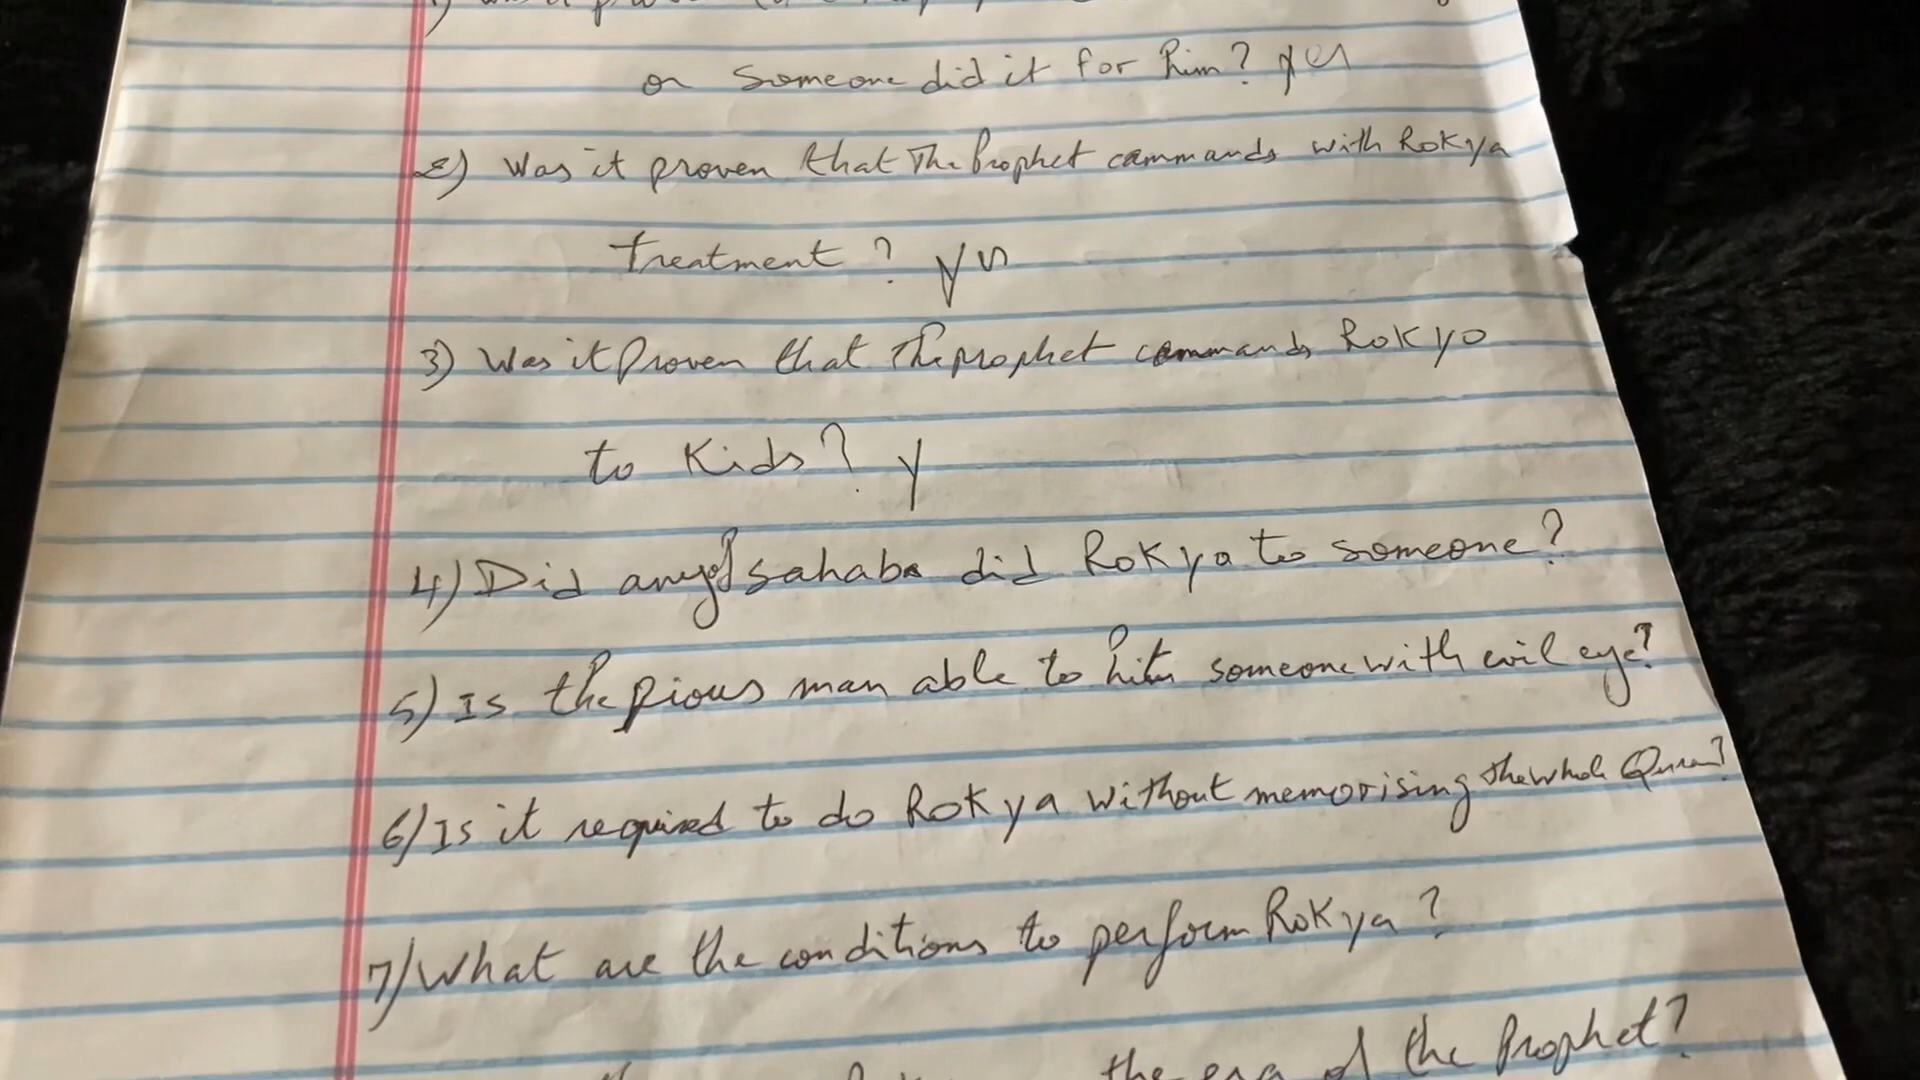 or someone did it for him? yes
2) Was it proven that The Prophet commands with Rokya
treatment? yes
3) Was it Proven that The prophet commands Rokya
to Kids? y
4) Did any of sahaba did Rokya to someone?
5) Is the pious man able to hit someone with evil eye?
6) Is it required to do Rokya without memorising the whole Quran?
7) What are the conditions to perform Rokya?
the era of the Prophet?